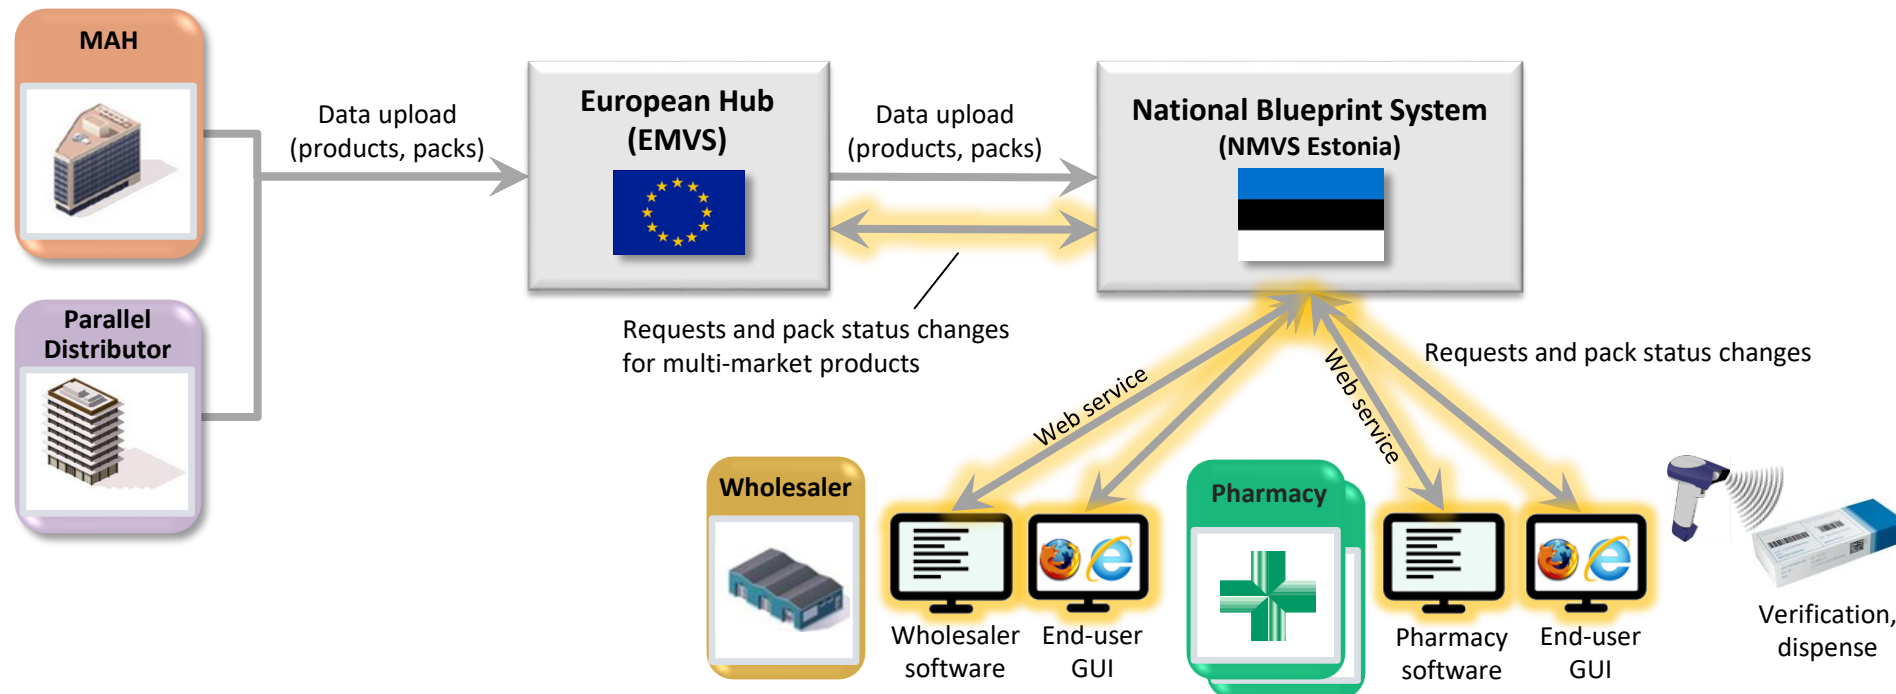 MAH
Data upload
(products, packs)
European Hub
(EMVS)
Data upload
(products, packs)
National Blueprint System
(NMVS Estonia)
Parallel
Distributor
Requests and pack status changes
for multi-market products
Requests and pack status changes
Web service
Web service
Wholesaler
Wholesaler
software
End-user
GUI
Pharmacy
Pharmacy
software
End-user
GUI
Verification,
dispense